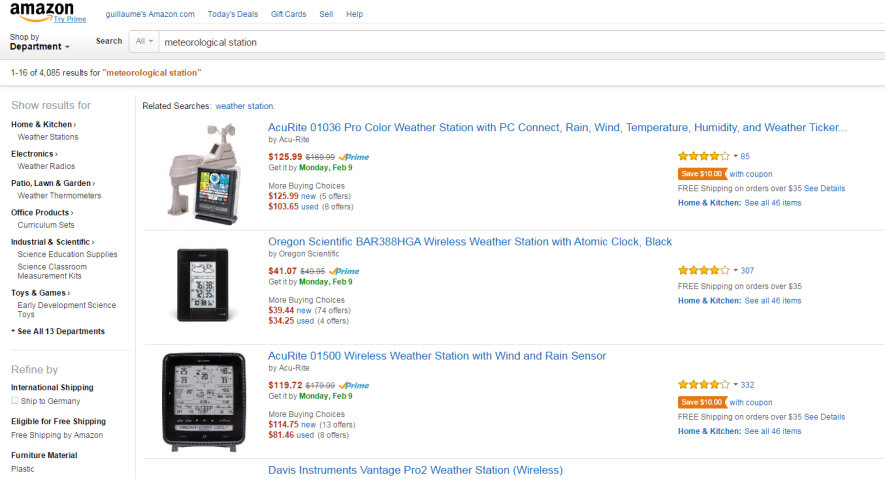 amazon
Try Prime
guillaume's Amazon.com Today's Deals Gift Cards Sell Help
Shop by
Department
Search All meteorological station
1-16 of 4,085 results for "meteorological station"
Show results for
Home & Kitchen ›
Weather Stations
Electronics ›
Weather Radios
Patio, Lawn & Garden ›
Weather Thermometers
Office Products ›
Curriculum Sets
Industrial & Scientific ›
Science Education Supplies
Science Classroom
Measurement Kits
Toys & Games ›
Early Development Science
Toys
+ See All 13 Departments
Refine by
International Shipping
Ship to Germany
Eligible for Free Shipping
Free Shipping by Amazon
Furniture Material
Plastic
Related Searches: weather station.
AcuRite 01036 Pro Color Weather Station with PC Connect, Rain, Wind, Temperature, Humidity, and Weather Ticker...
by Acu-Rite
$125.99 $169.99 Prime
Get it by Monday, Feb 9
More Buying Choices
$125.99 new (5 offers)
$103.65 used (8 offers)
85
Save $10.00 with coupon
FREE Shipping on orders over $35 See Details
Home & Kitchen: See all 46 items
Oregon Scientific BAR388HGA Wireless Weather Station with Atomic Clock, Black
by Oregon Scientific
$41.07 $49.95 Prime
Get it by Monday, Feb 9
More Buying Choices
$39.44 new (74 offers)
$34.25 used (4 offers)
307
FREE Shipping on orders over $35
Home & Kitchen: See all 46 items
AcuRite 01500 Wireless Weather Station with Wind and Rain Sensor
by Acu-Rite
$119.72 $179.99 Prime
Get it by Monday, Feb 9
More Buying Choices
$114.75 new (13 offers)
$81.46 used (8 offers)
332
Save $10.00 with coupon
FREE Shipping on orders over $35 See Details
Home & Kitchen: See all 46 items
Davis Instruments Vantage Pro2 Weather Station (Wireless)